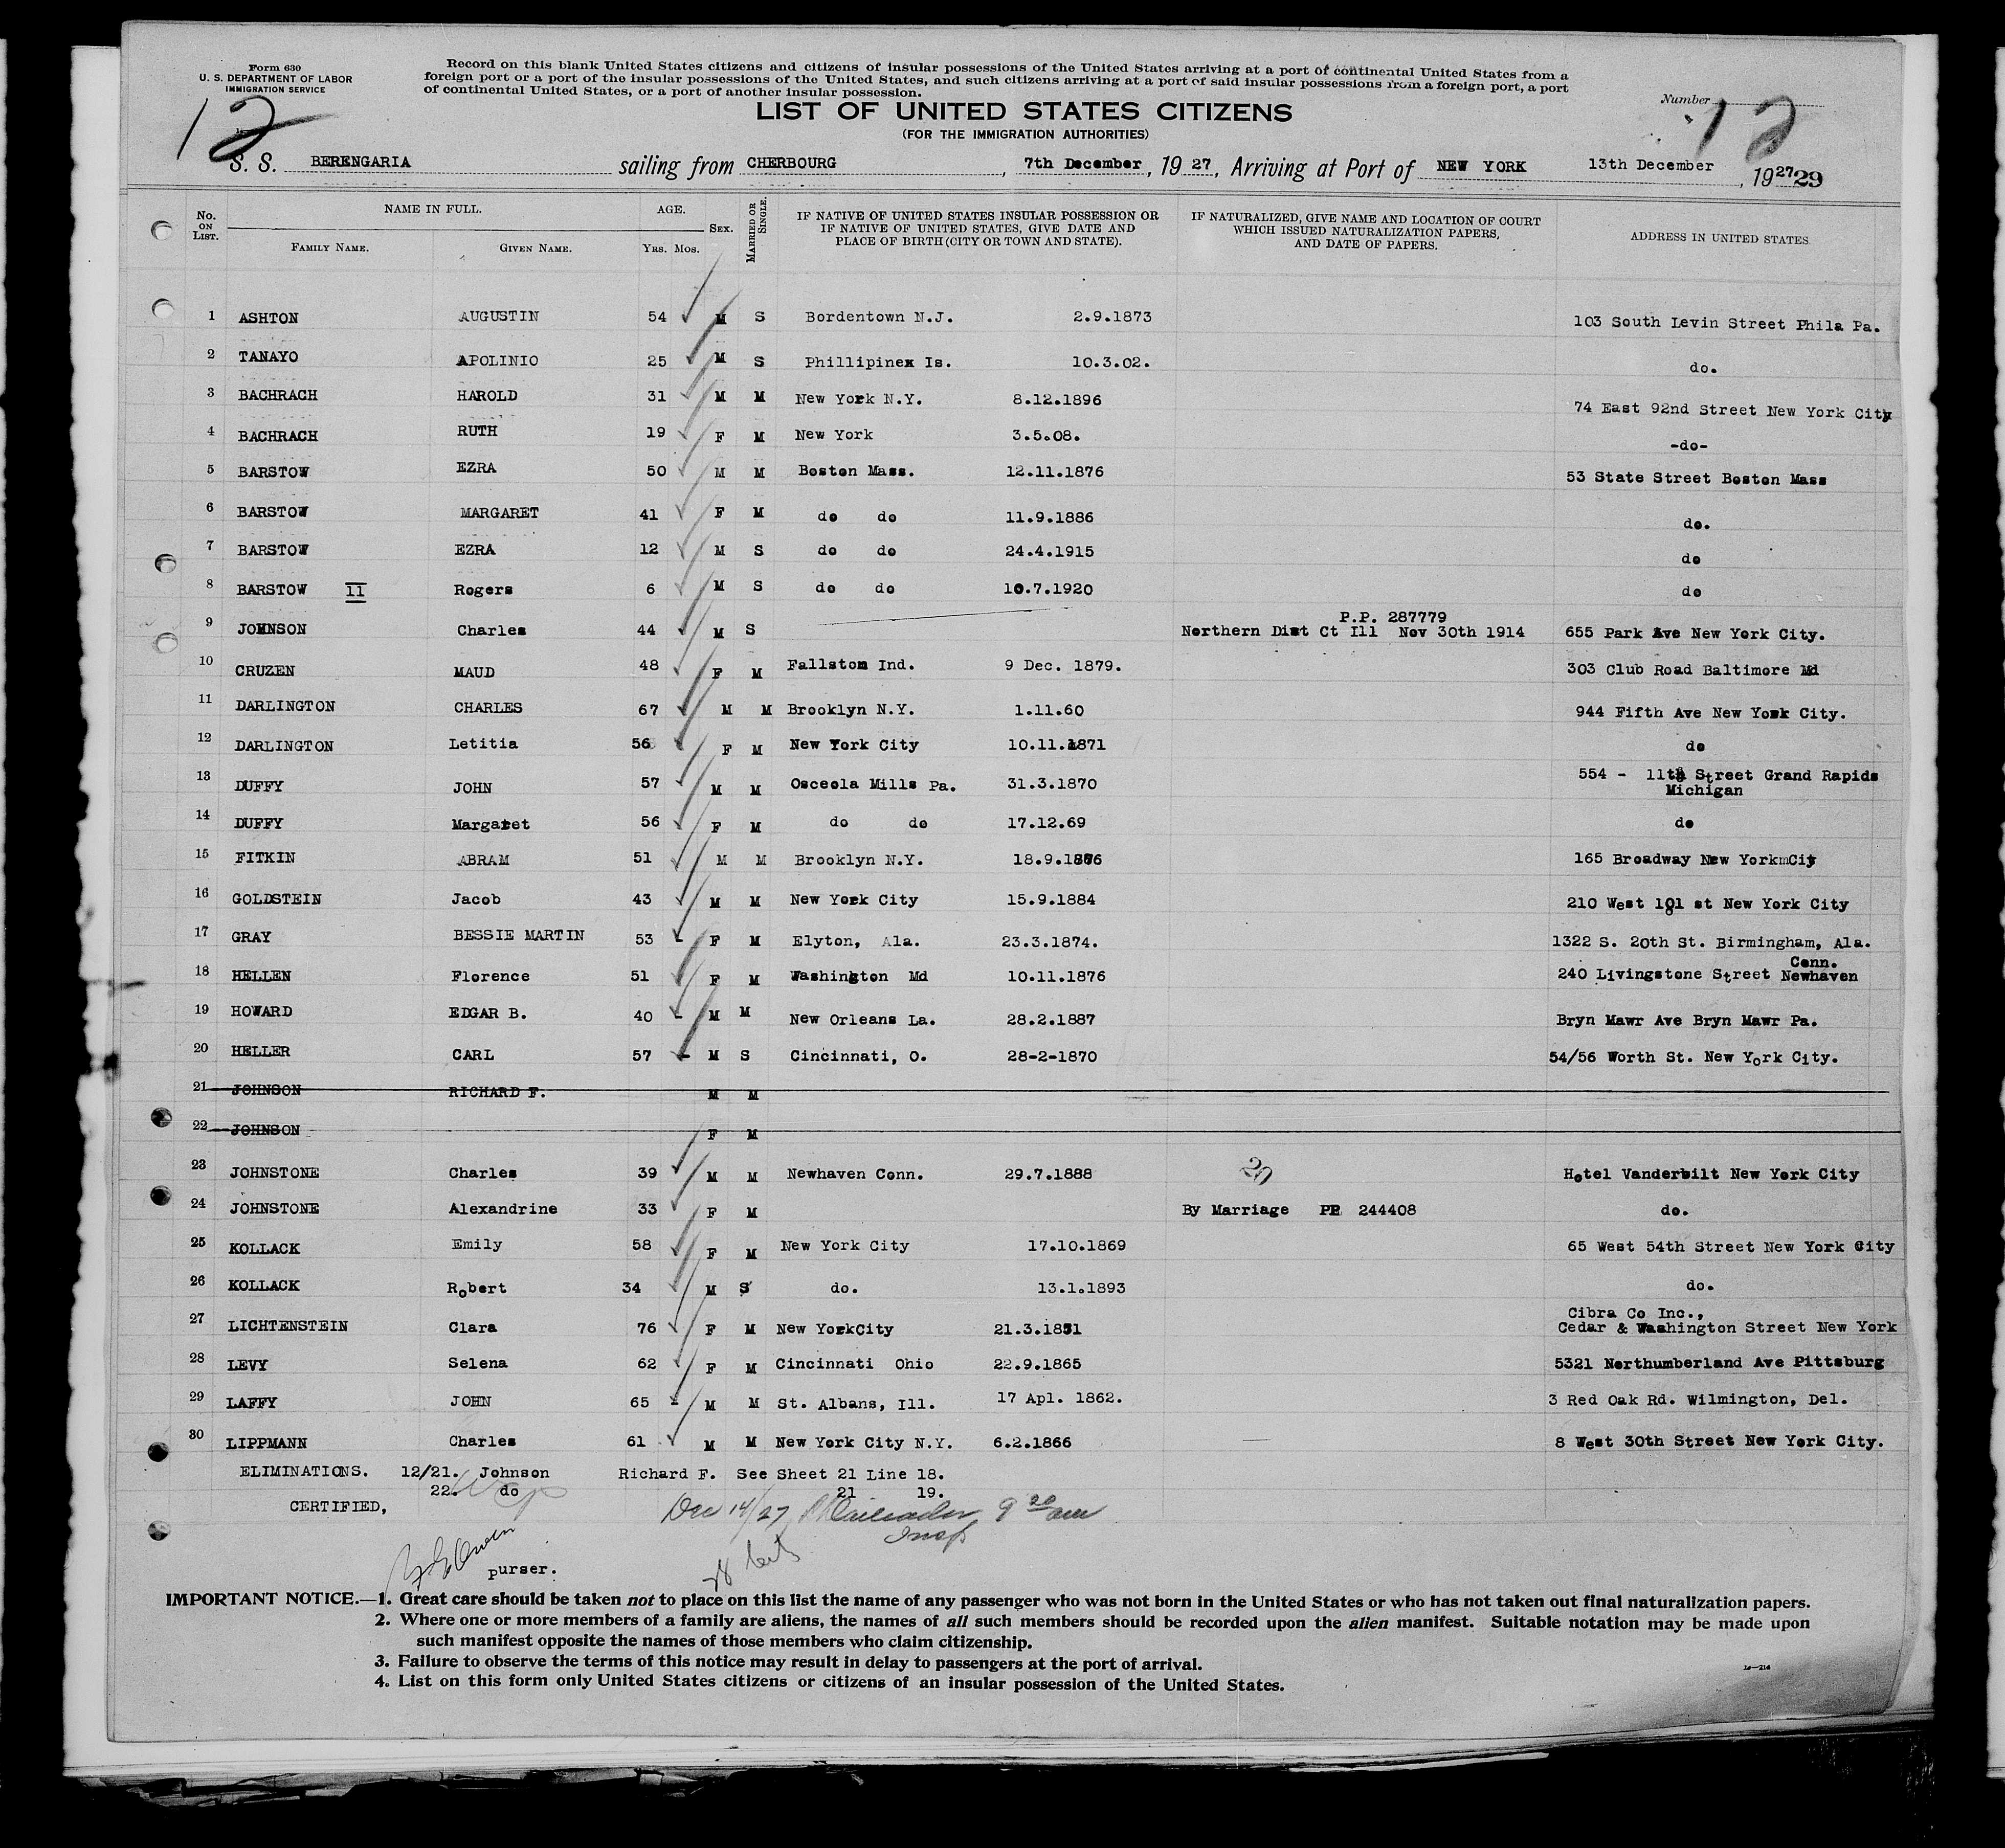 Form 630
U. S. DEPARTMENT OF LABOR
IMMIGRATION SERVICE
Record on this blank United States citizens and citizens of insular possessions of the United States arriving at a port of continental United States from a
foreign port or a port of the insular possessions of the United States, and such citizens arriving at a port of said insular possessions from a foreign port, a port
of continental United States, or a port of another insular possession.
12
Number 12
LIST OF UNITED STATES CITIZENS
(FOR THE IMMIGRATION AUTHORITIES)
S. S. BERENGARIA sailing from CHERBOURG, 7th December, 1927, Arriving at Port of NEW YORK 13th December, 192729
No. ON LIST. NAME IN FULL. AGE. SEX. MARRIED OR SINGLE. IF NATIVE OF UNITED STATES INSULAR POSSESSION OR IF NATIVE OF UNITED STATES, GIVE DATE AND PLACE OF BIRTH (CITY OR TOWN AND STATE). IF NATURALIZED, GIVE NAME AND LOCATION OF COURT WHICH ISSUED NATURALIZATION PAPERS, AND DATE OF PAPERS. ADDRESS IN UNITED STATES
FAMILY NAME. GIVEN NAME. YRS. MOS.
1 ASHTON AUGUSTIN 54 M S Bordentown N.J. 2.9.1873 103 South Levin Street Phila Pa.
2 TANAYO APOLINIO 25 M S Phillipinex Is. 10.3.02. do.
3 BACHRACH HAROLD 31 M M New York N.Y. 8.12.1896 74 East 92nd Street New York City
4 BACHRACH RUTH 19 F M New York 3.5.08. -do-
5 BARSTOW EZRA 50 M M Boston Mass. 12.11.1876 53 State Street Boston Mass
6 BARSTOW MARGARET 41 F M do do 11.9.1886 do.
7 BARSTOW EZRA 12 M S do do 24.4.1915 do
8 BARSTOW II Rogers 6 M S do do 10.7.1920 do
P.P. 287779
9 JOHNSON Charles 44 M S Northern Dist Ct Ill Nov 30th 1914 655 Park Ave New York City.
10 CRUZEN MAUD 48 F M Fallston Ind. 9 Dec. 1879. 303 Club Road Baltimore Md
11 DARLINGTON CHARLES 67 M M Brooklyn N.Y. 1.11.60 944 Fifth Ave New York City.
12 DARLINGTON Letitia 56 F M New York City 10.11.1871 do
13 DUFFY JOHN 57 M M Osceola Mills Pa. 31.3.1870 554 - 11th Street Grand Rapids
Michigan
14 DUFFY Margaret 56 F M do do 17.12.69 do
15 FITKIN ABRAM 51 M M Brooklyn N.Y. 18.9.1876 165 Broadway New YorkmCit
16 GOLDSTEIN Jacob 43 M M New York City 15.9.1884 210 West 101 st New York City
17 GRAY BESSIE MARTIN 53 F M Elyton, Ala. 23.3.1874. 1322 S. 20th St. Birmingham, Ala.
Conn.
18 HELLEN Florence 51 F M Washington Md 10.11.1876 240 Livingstone Street Newhaven
19 HOWARD EDGAR B. 40 M M New Orleans La. 28.2.1887 Bryn Mawr Ave Bryn Mawr Pa.
20 HELLER CARL 57 M S Cincinnati, O. 28-2-1870 54/56 Worth St. New York City.
21 JOHNSON RICHARD F. M M
22 JOHNSON F M
20
23 JOHNSTONE Charles 39 M M Newhaven Conn. 29.7.1888 Hotel Vanderbilt New York City
24 JOHNSTONE Alexandrine 33 F M By Marriage PP 244408 do.
25 KOLLACK Emily 58 F M New York City 17.10.1869 65 West 54th Street New York City
26 KOLLACK Robert 34 M S do. 13.1.1893 do.
Cibra Co Inc.,
27 LICHTENSTEIN Clara 76 F M New YorkCity 21.3.1851 Cedar & Washington Street New York
28 LEVY Selena 62 F M Cincinnati Ohio 22.9.1865 5321 Northumberland Ave Pittsburg
29 LAFFY JOHN 65 M M St. Albans, Ill. 17 Apl. 1862. 3 Red Oak Rd. Wilmington, Del.
30 LIPPMANN Charles 61 M M New York City N.Y. 6.2.1866 8 West 30th Street New York City.
ELIMINATIONS. 12/21. Johnson Richard F. See Sheet 21 Line 18.
22. do 21 19.
CERTIFIED,
Dec 14/27 9 20 am
Insp
purser.
IMPORTANT NOTICE.—1. Great care should be taken not to place on this list the name of any passenger who was not born in the United States or who has not taken out final naturalization papers.
2. Where one or more members of a family are aliens, the names of all such members should be recorded upon the alien manifest. Suitable notation may be made upon
such manifest opposite the names of those members who claim citizenship.
3. Failure to observe the terms of this notice may result in delay to passengers at the port of arrival.
4. List on this form only United States citizens or citizens of an insular possession of the United States.
14—214